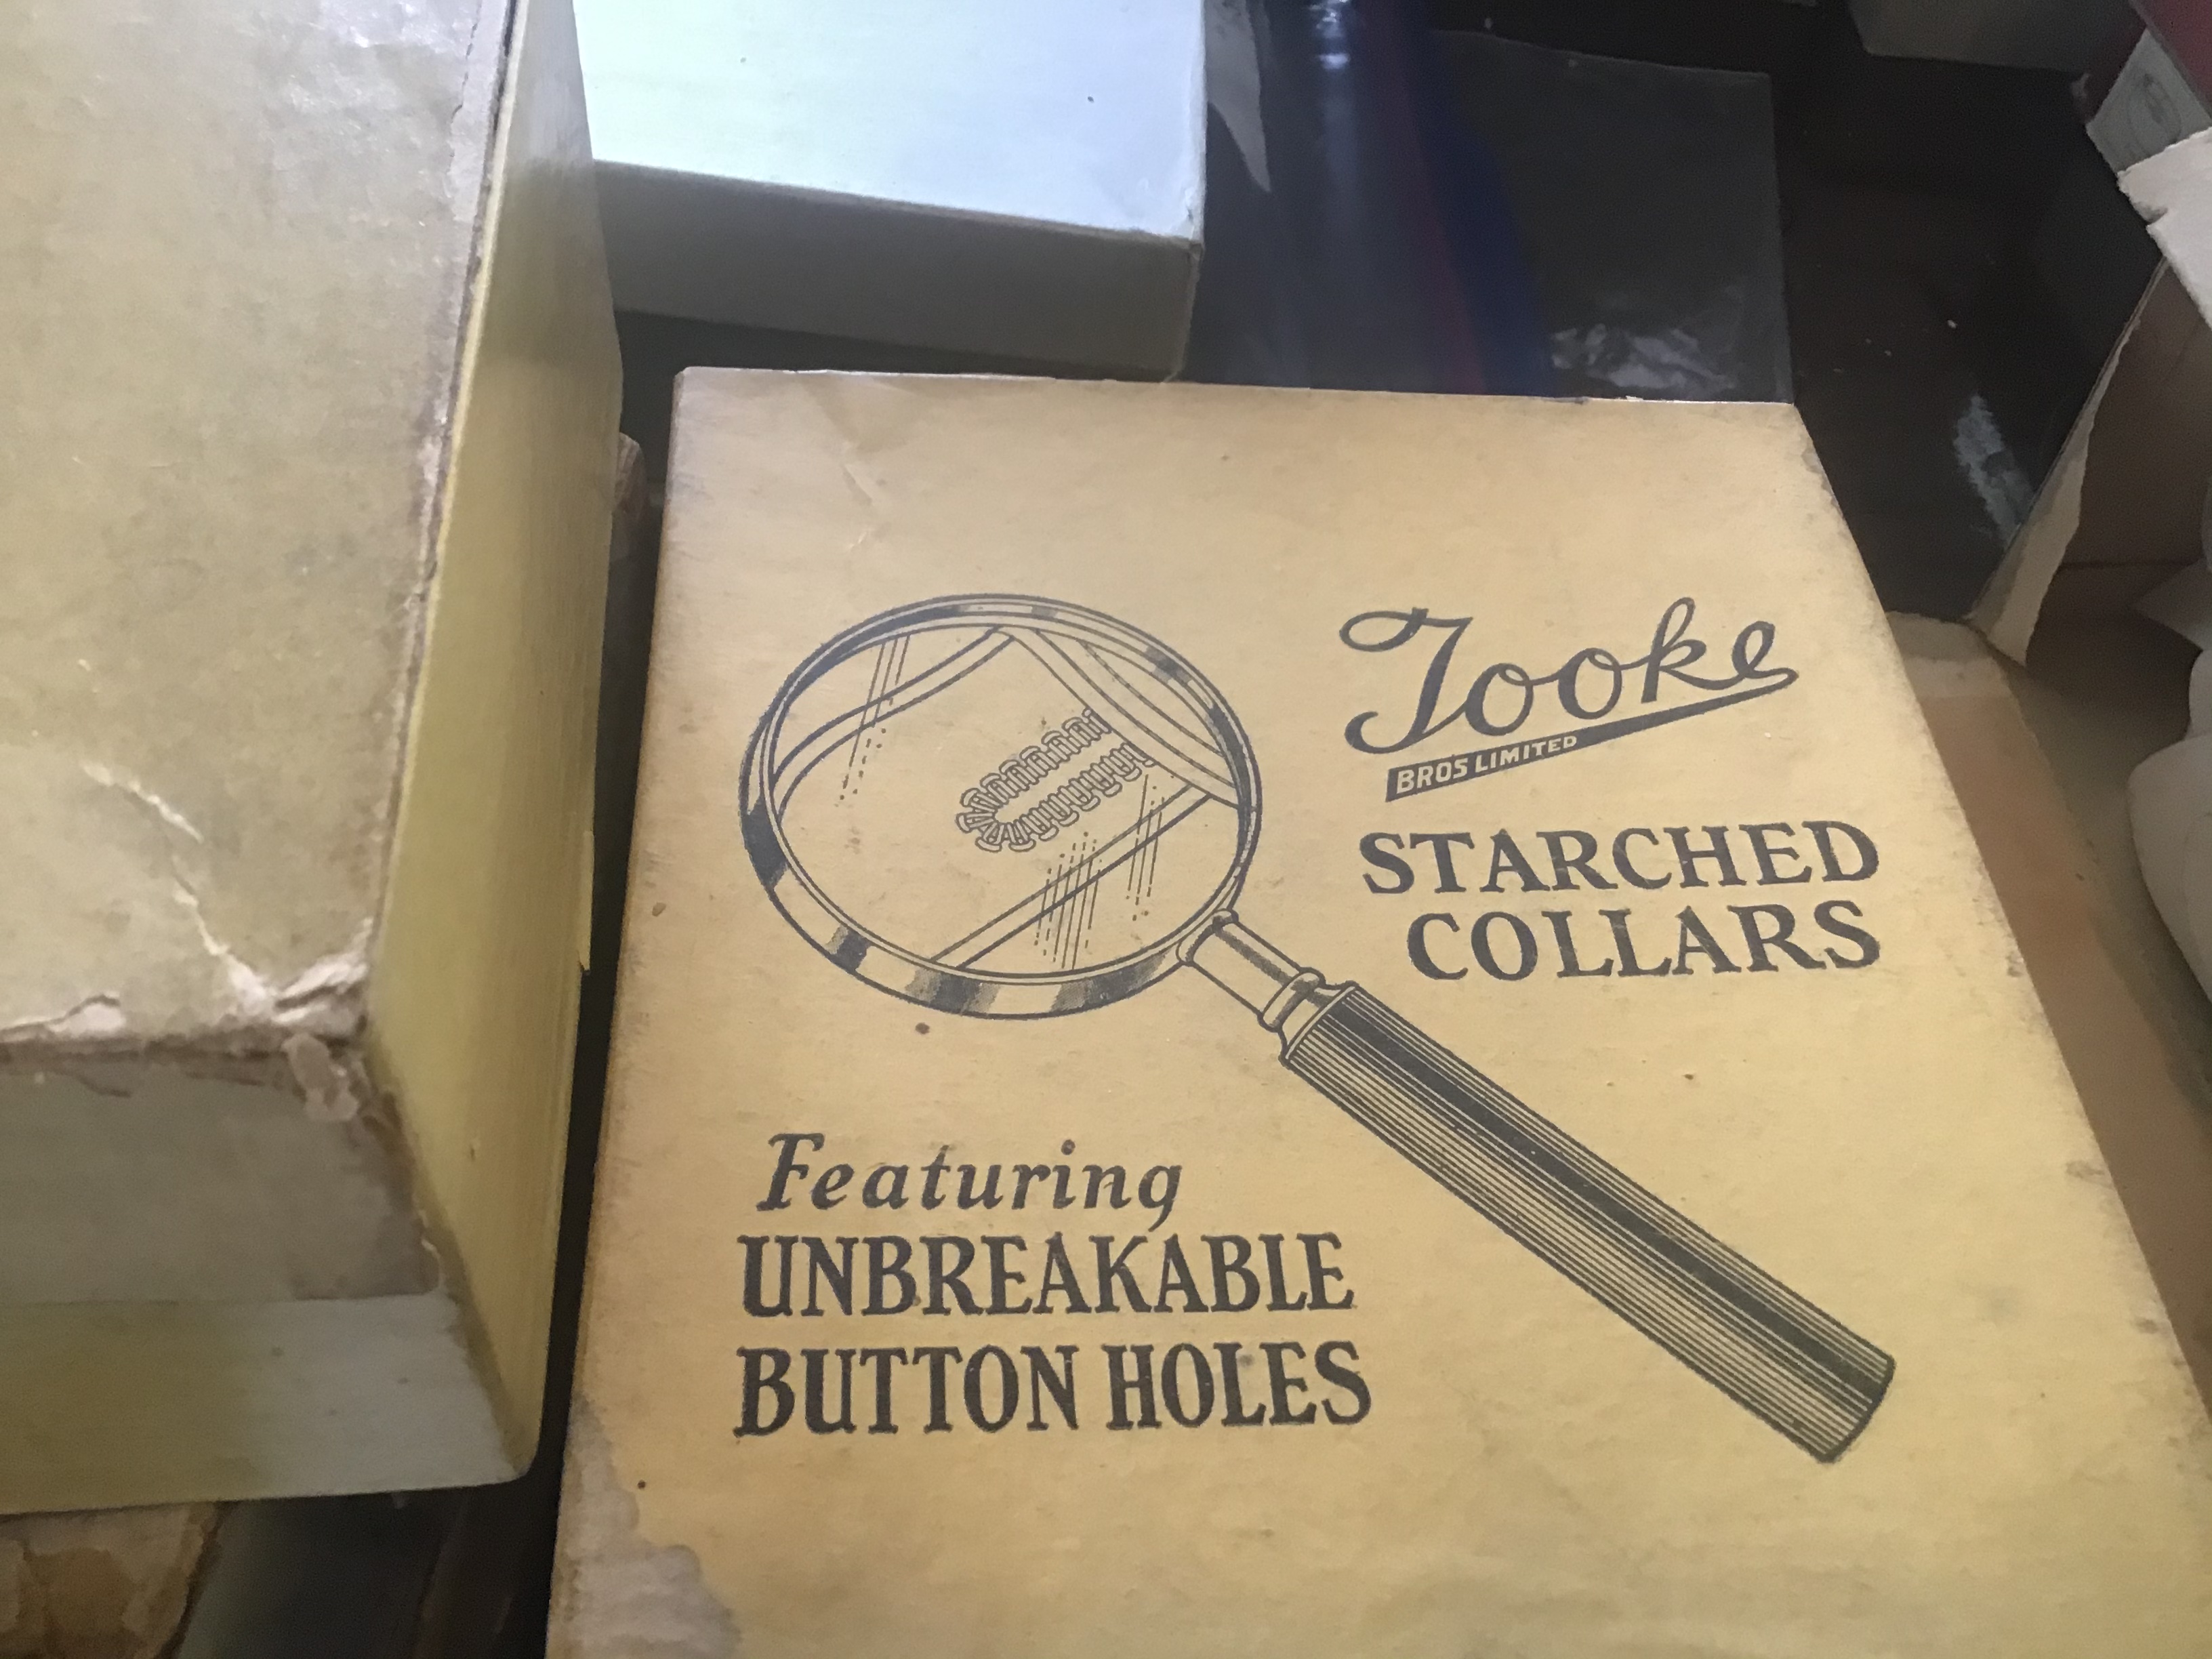 Tooke
BROS LIMITED
STARCHED
COLLARS
Featuring
UNBREAKABLE
BUTTON HOLES